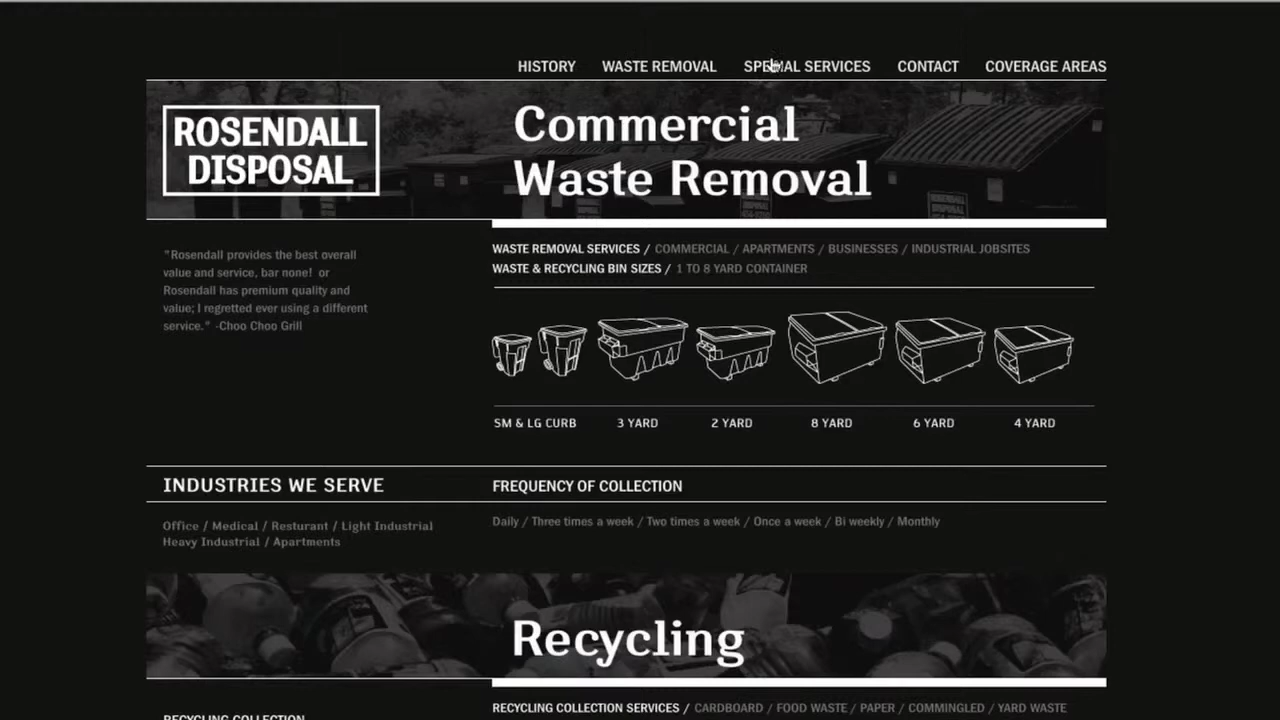 HISTORY WASTE REMOVAL SPECIAL SERVICES CONTACT COVERAGE AREAS
ROSENDALL
DISPOSAL
Commercial
Waste Removal
"Rosendall provides the best overall
value and service, bar none! or
Rosendall has premium quality and
value; I regretted ever using a different
service." -Choo Choo Grill
WASTE REMOVAL SERVICES / COMMERCIAL / APARTMENTS / BUSINESSES / INDUSTRIAL JOBSITES
WASTE & RECYCLING BIN SIZES / 1 TO 8 YARD CONTAINER
SM & LG CURB 3 YARD 2 YARD 8 YARD 6 YARD 4 YARD
INDUSTRIES WE SERVE
Office / Medical / Resturant / Light Industrial
Heavy Industrial / Apartments
FREQUENCY OF COLLECTION
Daily / Three times a week / Two times a week / Once a week / Bi weekly / Monthly
Recycling
RECYCLING COLLECTION
RECYCLING COLLECTION SERVICES / CARDBOARD / FOOD WASTE / PAPER / COMMINGLED / YARD WASTE